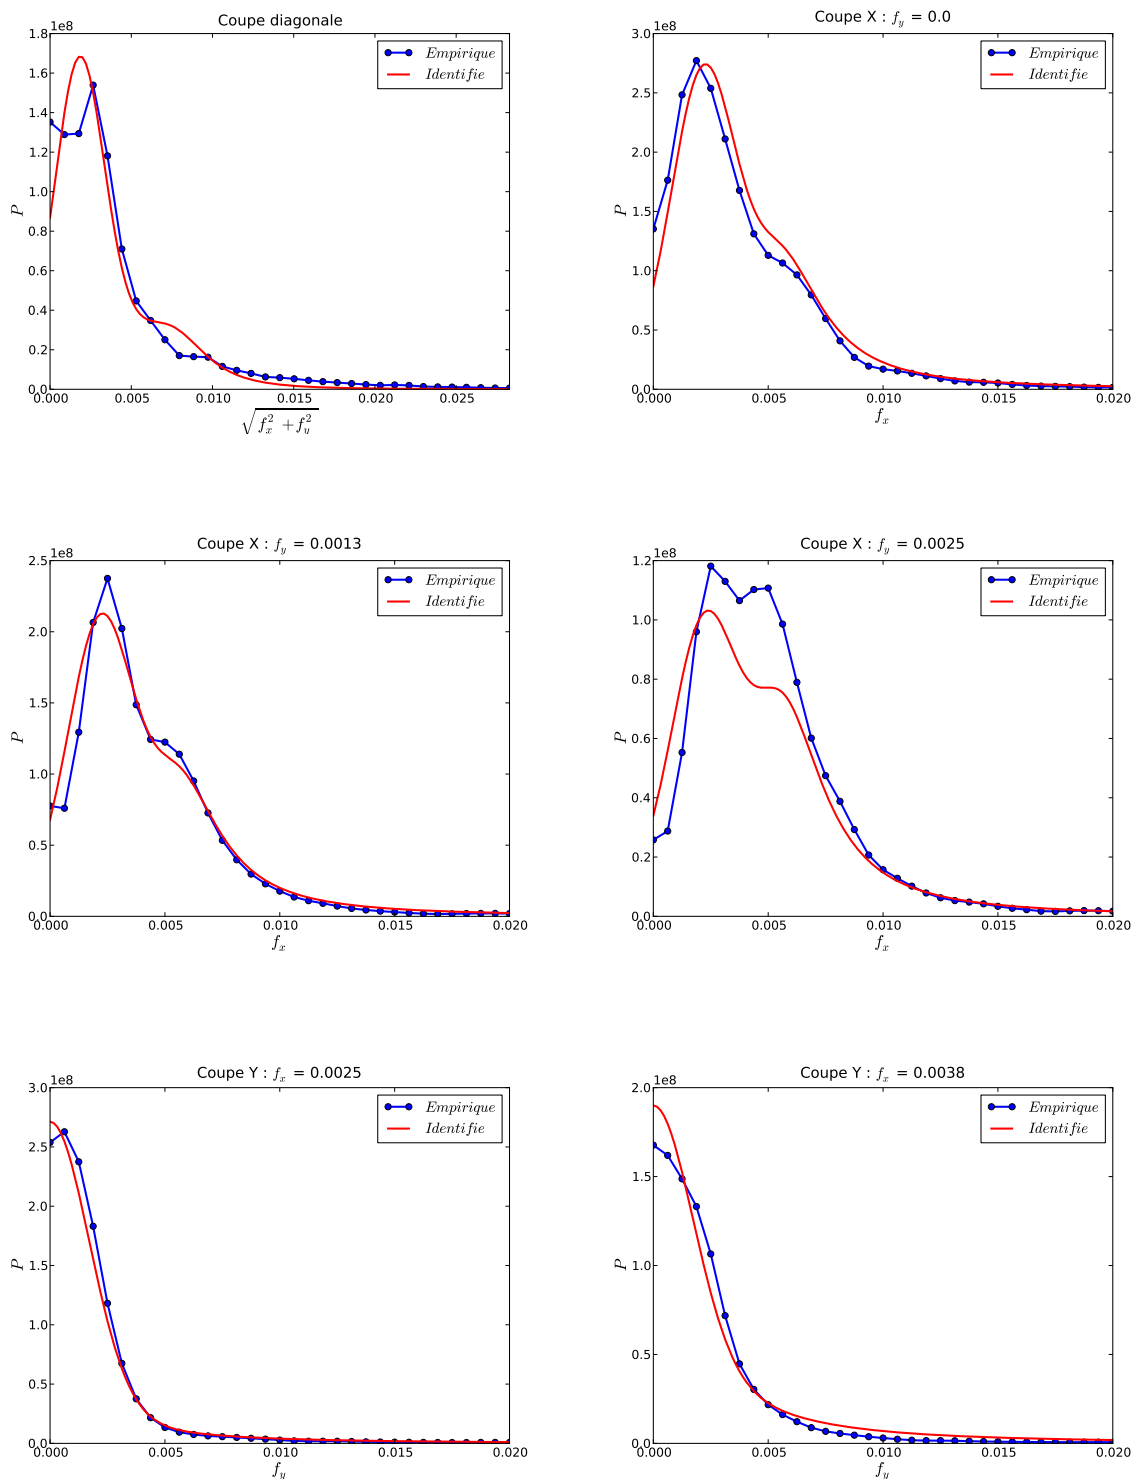 Coupe diagonale
1e8
P
1.8
1.6
1.4
1.2
1.0
0.8
0.6
0.4
0.2
0.0
0.000 0.005 0.010 0.015 0.020 0.025
√f_x^2 + f_y^2
Empirique
Identifie
Coupe X : f_y = 0.0
1e8
P
3.0
2.5
2.0
1.5
1.0
0.5
0.0
0.000 0.005 0.010 0.015 0.020
f_x
Empirique
Identifie
Coupe X : f_y = 0.0013
1e8
P
2.5
2.0
1.5
1.0
0.5
0.0
0.000 0.005 0.010 0.015 0.020
f_x
Empirique
Identifie
Coupe X : f_y = 0.0025
1e8
P
1.2
1.0
0.8
0.6
0.4
0.2
0.0
0.000 0.005 0.010 0.015 0.020
f_x
Empirique
Identifie
Coupe Y : f_x = 0.0025
1e8
P
3.0
2.5
2.0
1.5
1.0
0.5
0.0
0.000 0.005 0.010 0.015 0.020
f_y
Empirique
Identifie
Coupe Y : f_x = 0.0038
1e8
P
2.0
1.5
1.0
0.5
0.0
0.000 0.005 0.010 0.015 0.020
f_y
Empirique
Identifie